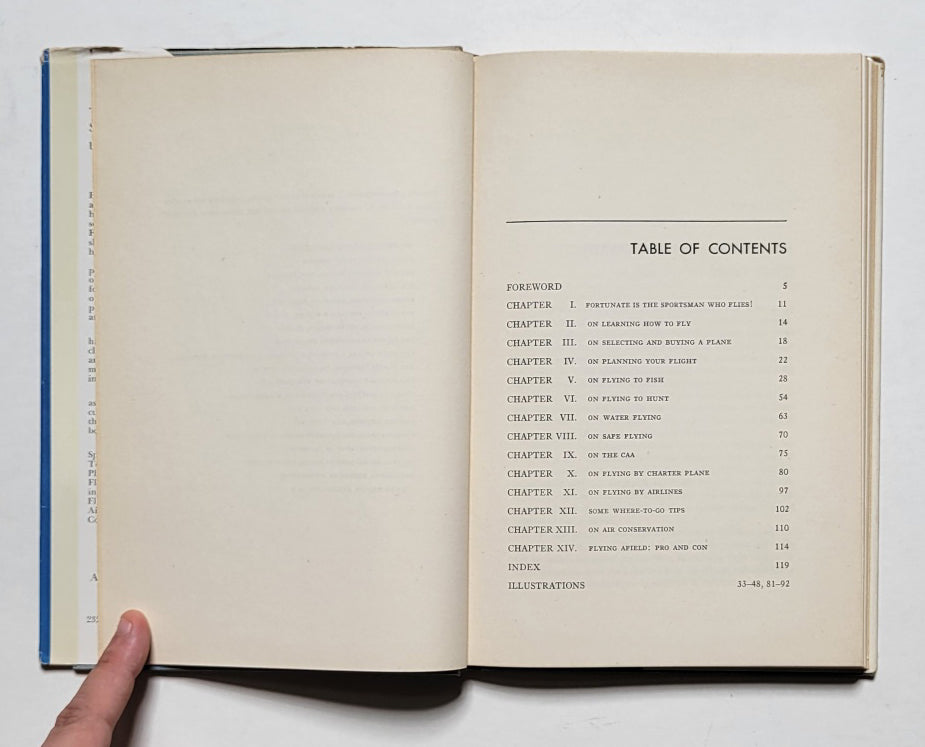 TABLE OF CONTENTS
FOREWORD 5
CHAPTER I. FORTUNATE IS THE SPORTSMAN WHO FLIES! 11
CHAPTER II. ON LEARNING HOW TO FLY 14
CHAPTER III. ON SELECTING AND BUYING A PLANE 18
CHAPTER IV. ON PLANNING YOUR FLIGHT 22
CHAPTER V. ON FLYING TO FISH 28
CHAPTER VI. ON FLYING TO HUNT 54
CHAPTER VII. ON WATER FLYING 63
CHAPTER VIII. ON SAFE FLYING 70
CHAPTER IX. ON THE CAA 75
CHAPTER X. ON FLYING BY CHARTER PLANE 80
CHAPTER XI. ON FLYING BY AIRLINES 97
CHAPTER XII. SOME WHERE-TO-GO TIPS 102
CHAPTER XIII. ON AIR CONSERVATION 110
CHAPTER XIV. FLYING AFIELD: PRO AND CON 114
INDEX 119
ILLUSTRATIONS 33–48, 81–92